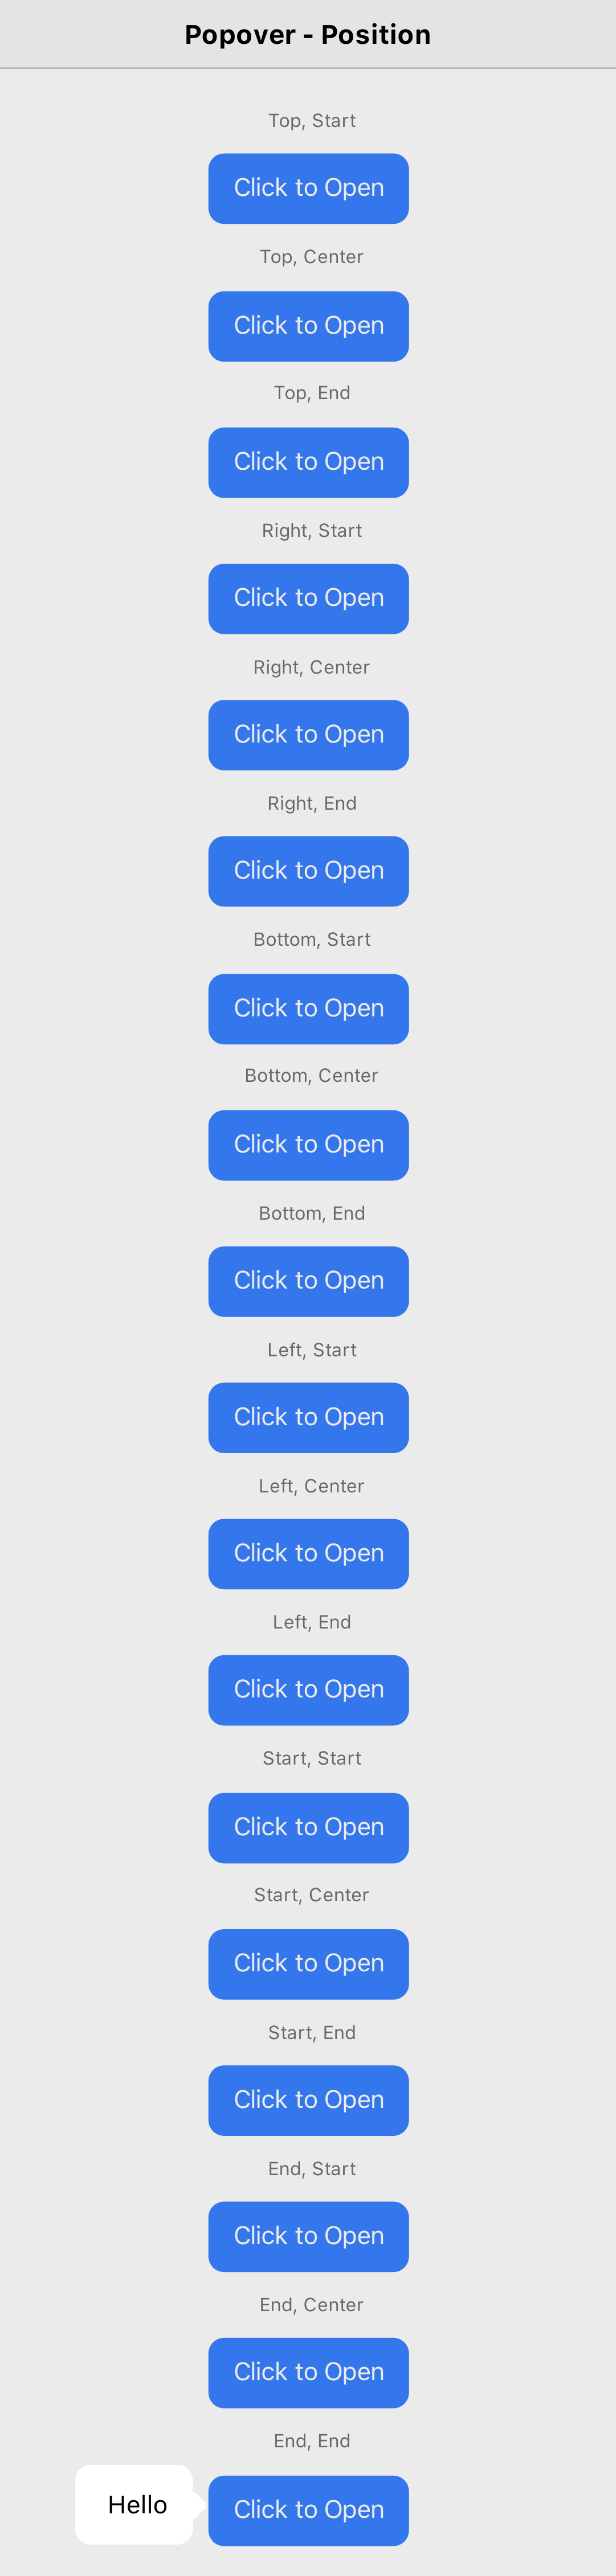 Popover - Position
Top, Start
Click to Open
Top, Center
Click to Open
Top, End
Click to Open
Right, Start
Click to Open
Right, Center
Click to Open
Right, End
Click to Open
Bottom, Start
Click to Open
Bottom, Center
Click to Open
Bottom, End
Click to Open
Left, Start
Click to Open
Left, Center
Click to Open
Left, End
Click to Open
Start, Start
Click to Open
Start, Center
Click to Open
Start, End
Click to Open
End, Start
Click to Open
End, Center
Click to Open
End, End
Hello
Click to Open